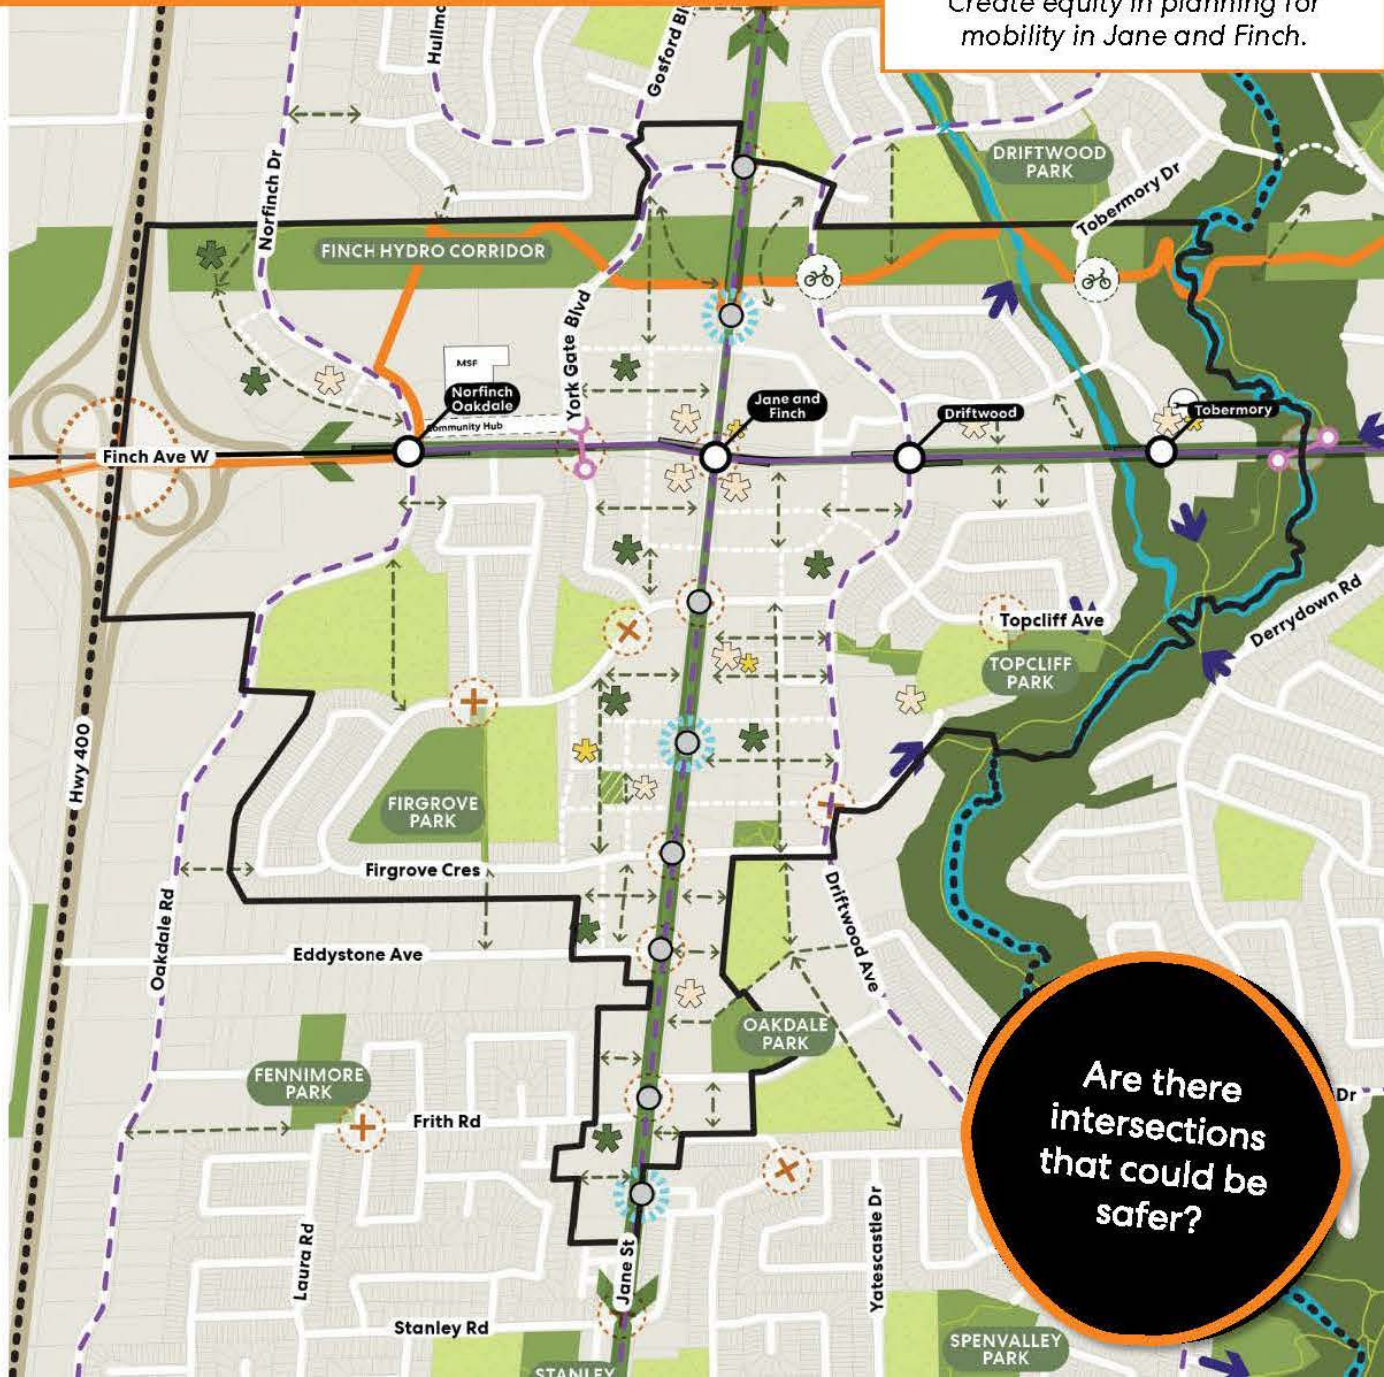 Create equity in planning for
mobility in Jane and Finch.
Gosford Bl
Hullmo
DRIFTWOOD
PARK
Norfinch Dr
Tobermory Dr
FINCH HYDRO CORRIDOR
York Gate Blvd
MSF
Norfinch
Oakdale
Community Hub
Jane and
Finch
Driftwood
Tobermory
Finch Ave W
Topcliff Ave
Derrydown Rd
TOPCLIFF
PARK
Hwy 400
FIRGROVE
PARK
Firgrove Cres
Oakdale Rd
Eddystone Ave
Driftwood Ave
OAKDALE
PARK
FENNIMORE
PARK
Frith Rd
Dr
Are there
intersections
that could be
safer?
Laura Rd
Jane St
Yatescastle Dr
Stanley Rd
SPENVALLEY
PARK
STANLEY